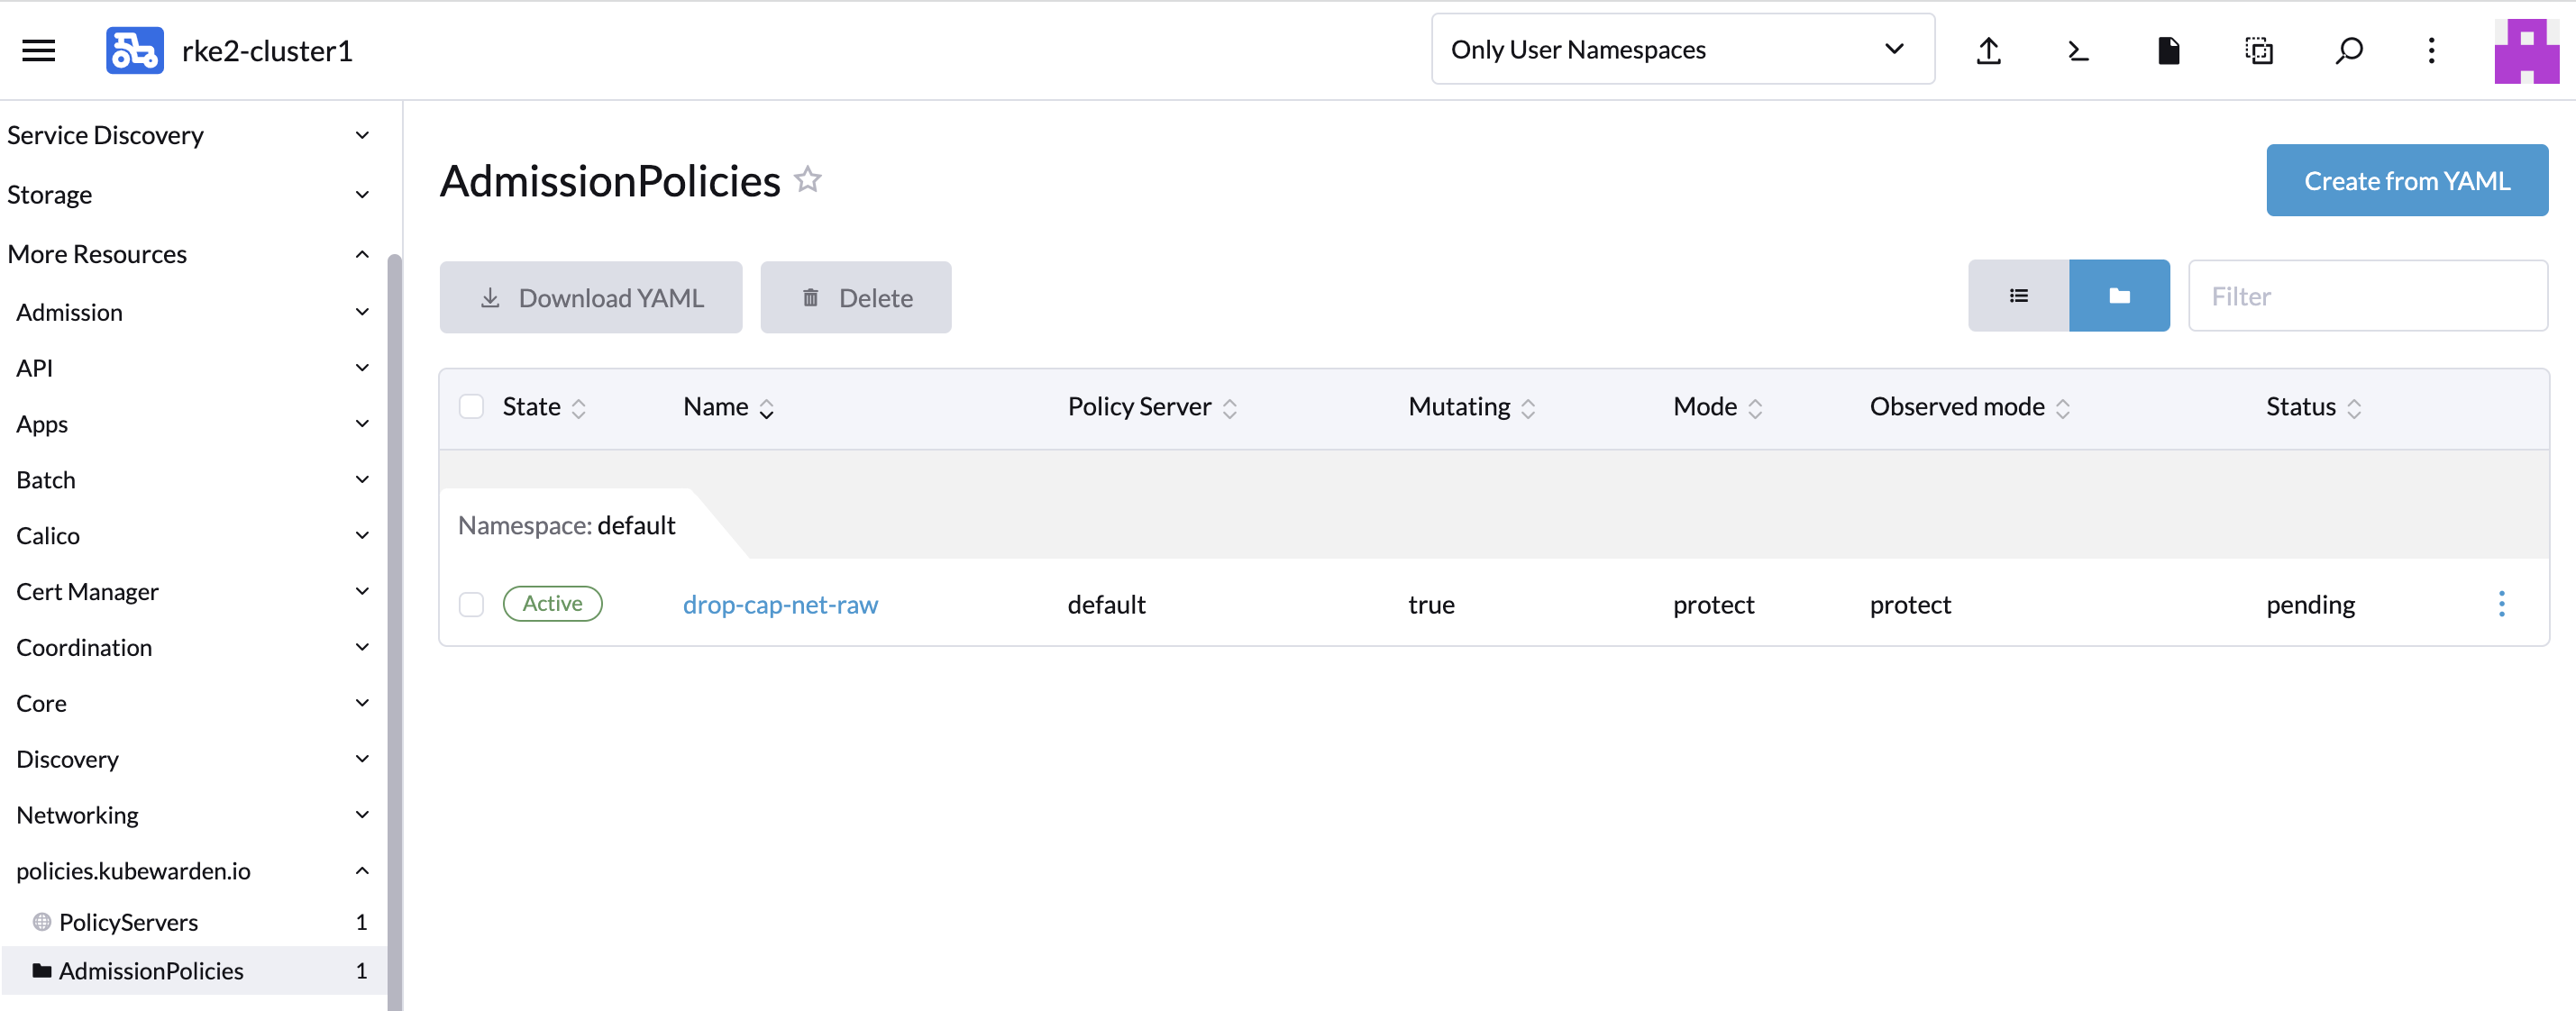 rke2-cluster1
Only User Namespaces
Service Discovery
Storage
More Resources
Admission
API
Apps
Batch
Calico
Cert Manager
Coordination
Core
Discovery
Networking
policies.kubewarden.io
PolicyServers 1
AdmissionPolicies 1
AdmissionPolicies
Create from YAML
Download YAML Delete
Filter
State Name Policy Server Mutating Mode Observed mode Status
Namespace: default
Active drop-cap-net-raw default true protect protect pending